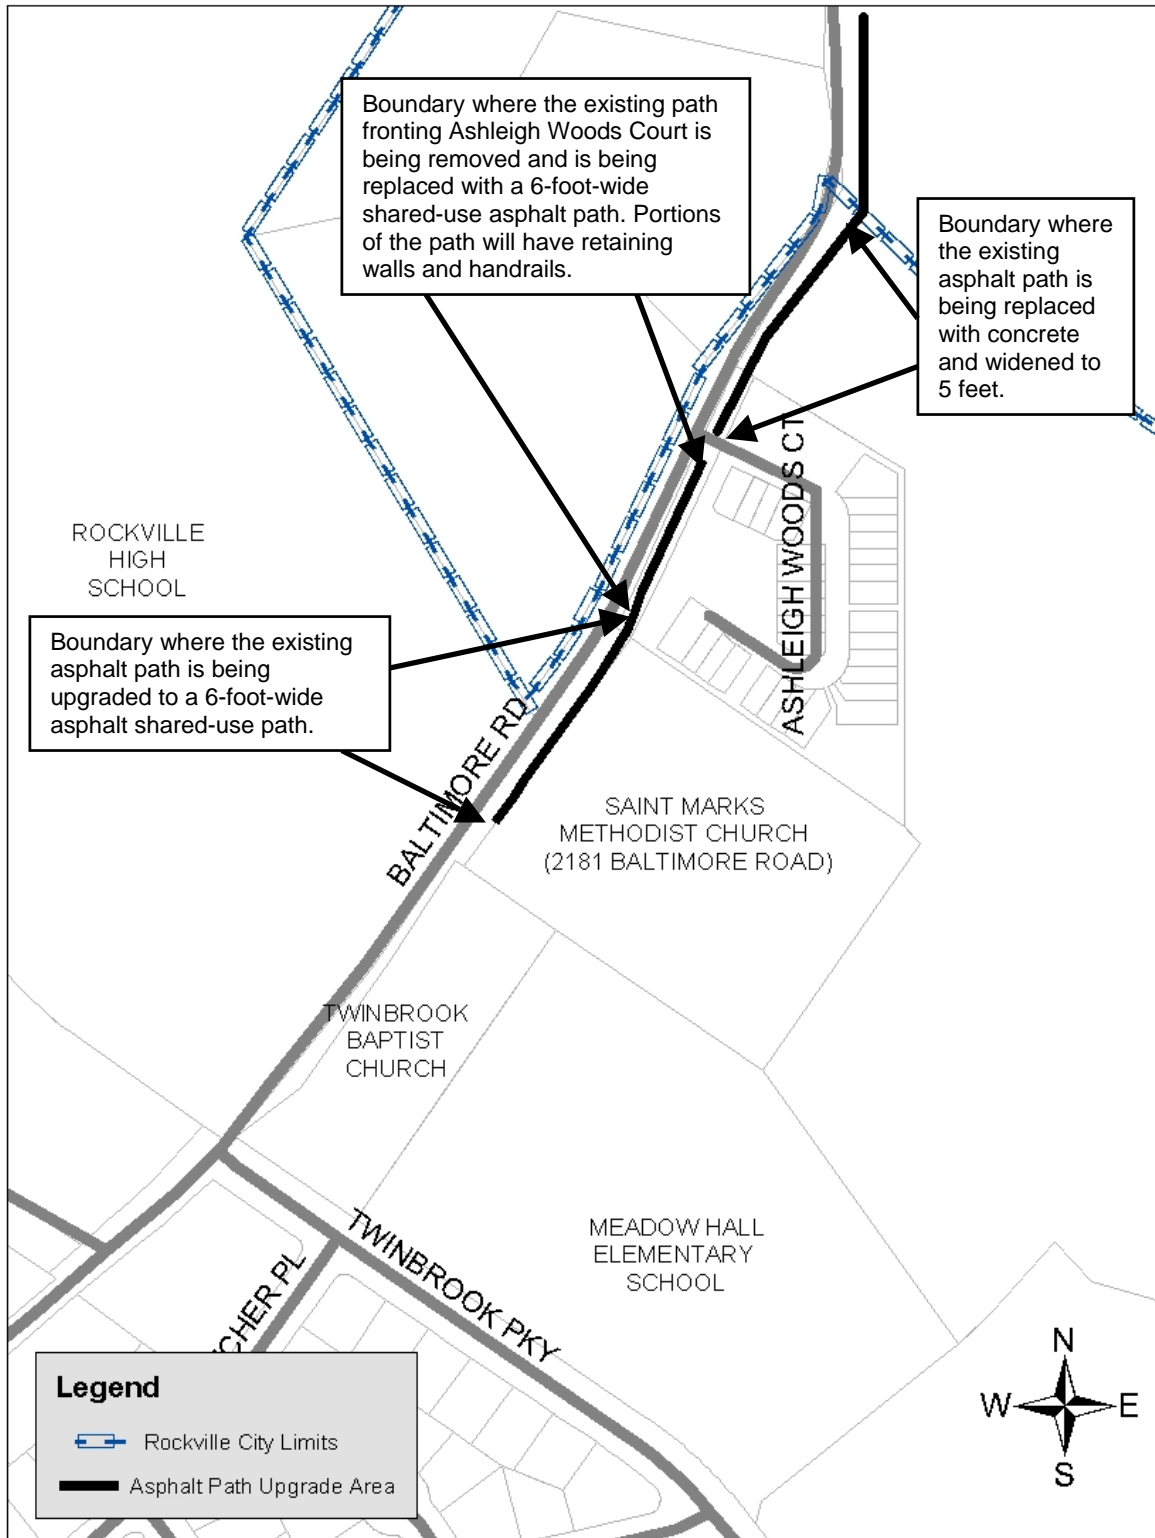 Boundary where the existing path
fronting Ashleigh Woods Court is
being removed and is being
replaced with a 6-foot-wide
shared-use asphalt path. Portions
of the path will have retaining
walls and handrails.
Boundary where
the existing
asphalt path is
being replaced
with concrete
and widened to
5 feet.
ROCKVILLE
HIGH
SCHOOL
ASHLEIGH WOODS CT
Boundary where the existing
asphalt path is being
upgraded to a 6-foot-wide
asphalt shared-use path.
BALTIMORE RD
SAINT MARKS
METHODIST CHURCH
(2181 BALTIMORE ROAD)
TWINBROOK
BAPTIST
CHURCH
MEADOW HALL
ELEMENTARY
SCHOOL
TWINBROOK PKY
CHER PL
Legend
Rockville City Limits
Asphalt Path Upgrade Area
N
W E
S